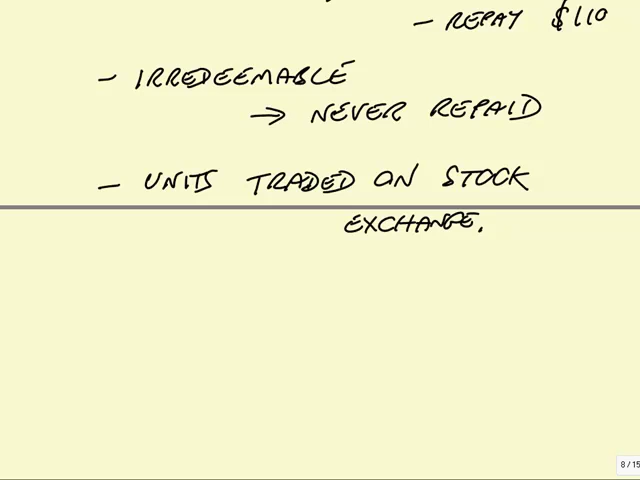 - REPAY $110
- IRREDEEMABLE
→ NEVER REPAID
- UNITS TRADED ON STOCK
EXCHANGE.
8 / 15